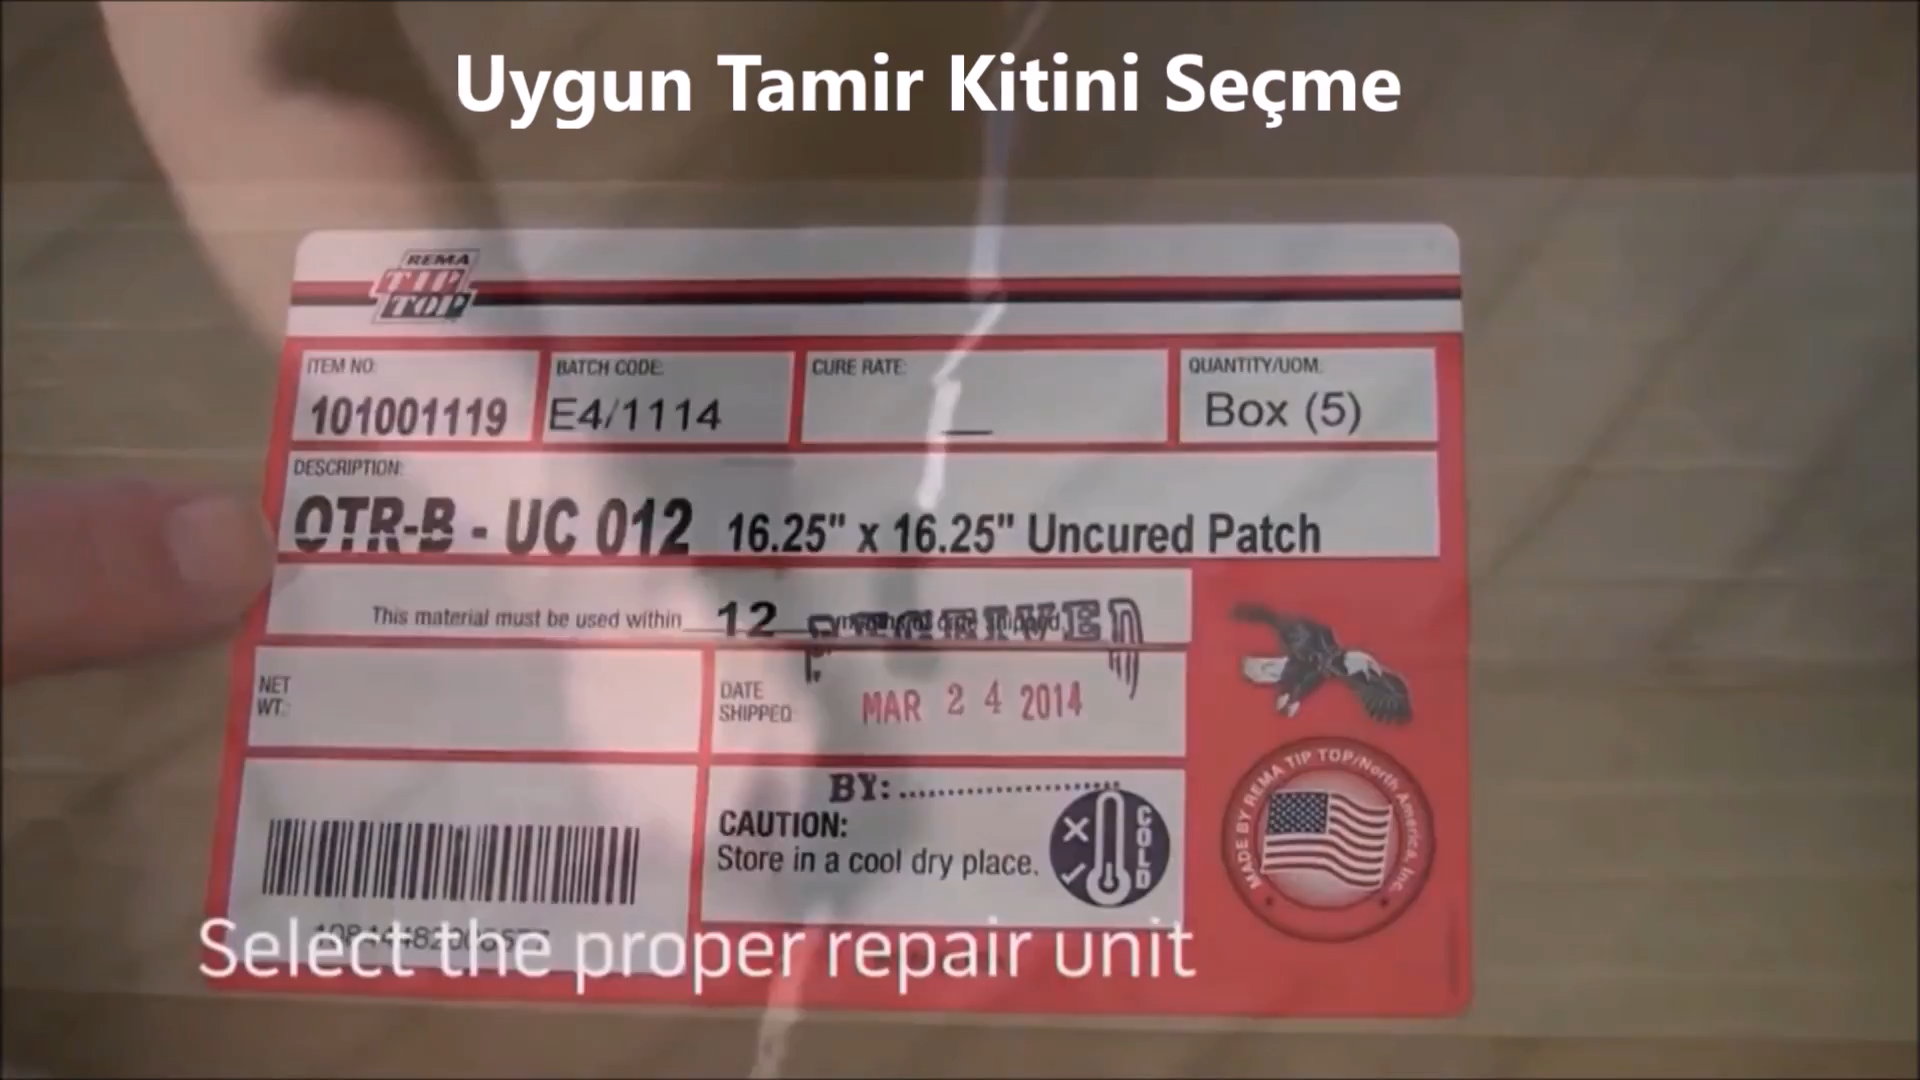 Uygun Tamir Kitini Seçme
REMA
TIP
TOP
ITEM NO:
101001119
BATCH CODE:
E4/1114
CURE RATE:
QUANTITY/UOM:
Box (5)
DESCRIPTION:
OTR-B - UC 012 16.25" x 16.25" Uncured Patch
This material must be used within 12
NET
WT.:
DATE
SHIPPED:
MAR 24 2014
BY:
CAUTION:
Store in a cool dry place.
COLD
MADE BY REMA TIP TOP/North America, Inc.
Select the proper repair unit